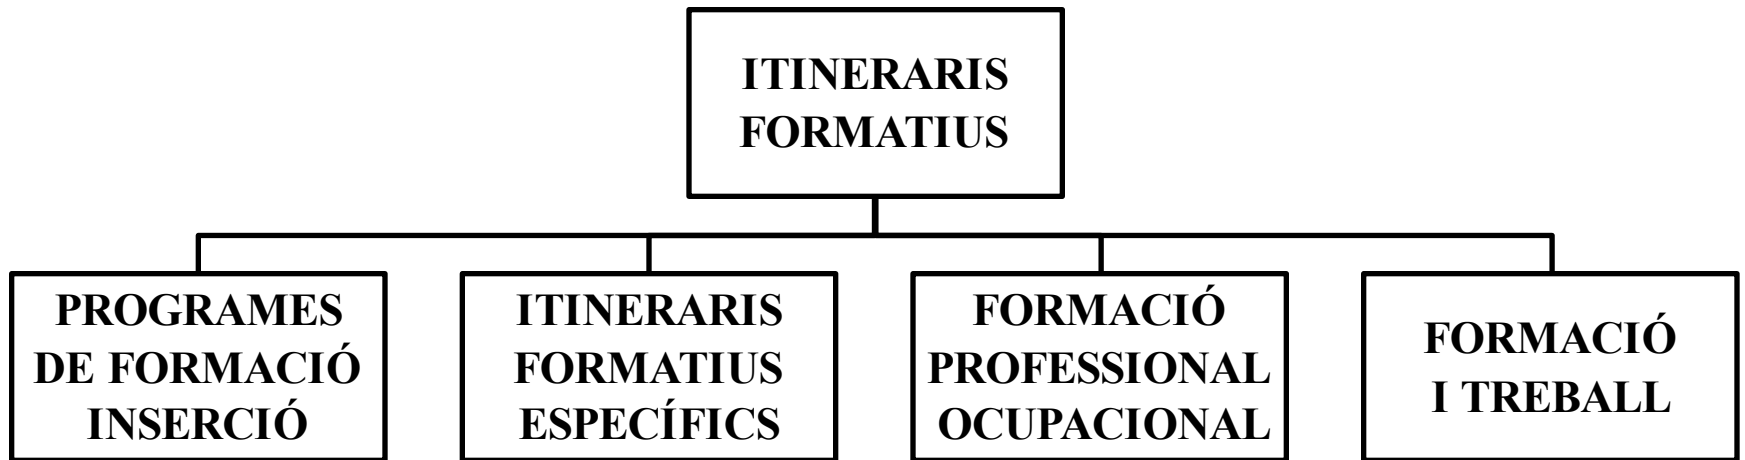 ITINERARIS
FORMATIUS
PROGRAMES
DE FORMACIÓ
INSERCIÓ
ITINERARIS
FORMATIUS
ESPECÍFICS
FORMACIÓ
PROFESSIONAL
OCUPACIONAL
FORMACIÓ
I TREBALL